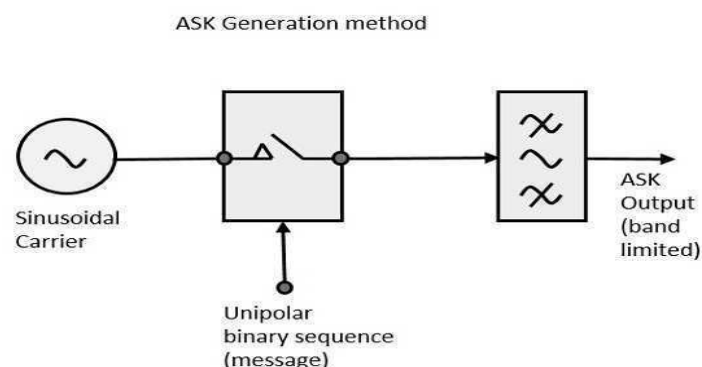 ASK Generation method
Sinusoidal
Carrier
Unipolar
binary sequence
(message)
ASK
Output
(band
limited)